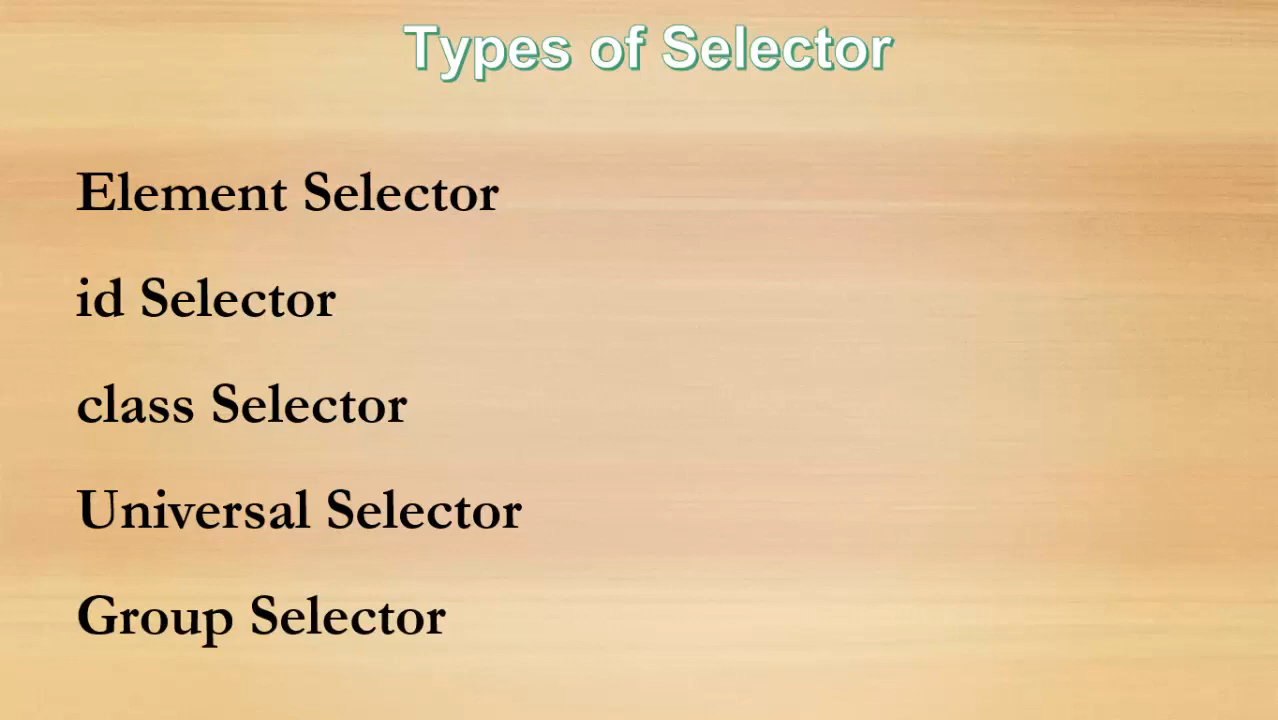 Types of Selector
Element Selector
id Selector
class Selector
Universal Selector
Group Selector